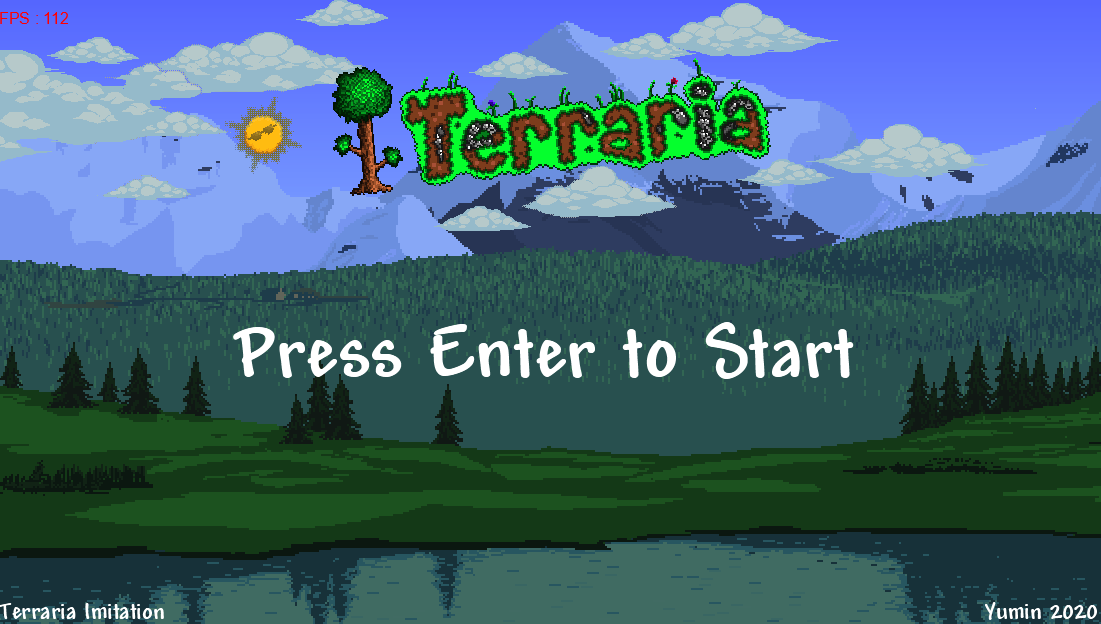 FPS : 112
Terraria
Press Enter to Start
Terraria Imitation
Yumin 2020